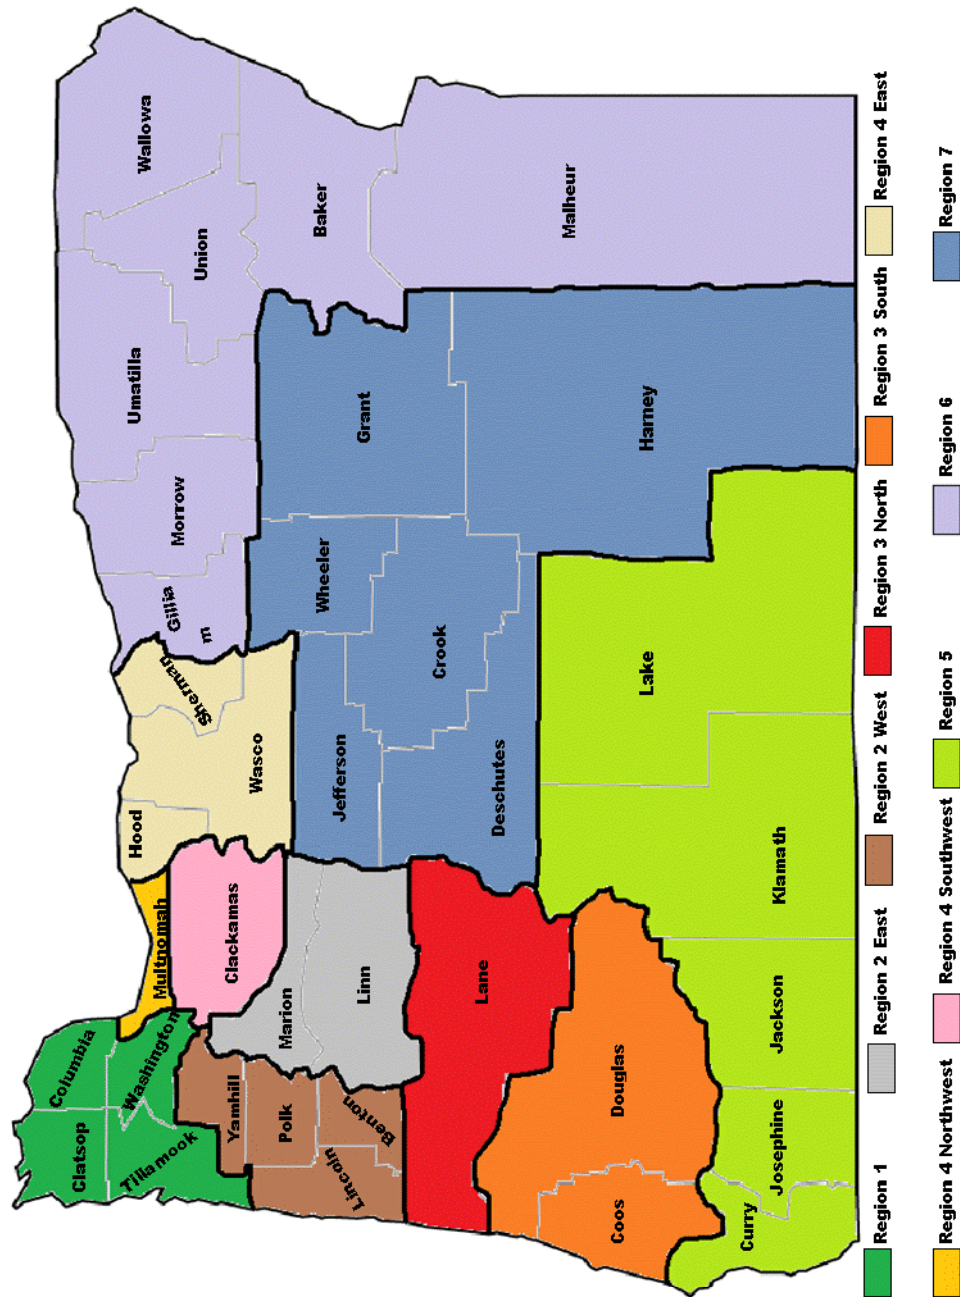 Clatsop
Columbia
Tillamook
Washington
Multnomah
Hood
Sherman
Gillia
m
Morrow
Umatilla
Union
Wallowa
Yamhill
Clackamas
Wasco
Polk
Marion
Jefferson
Wheeler
Grant
Baker
Lincoln
Benton
Linn
Deschutes
Crook
Lane
Malheur
Harney
Coos
Douglas
Lake
Klamath
Curry
Josephine
Jackson
Region 1
Region 2 East
Region 2 West
Region 3 North
Region 3 South
Region 4 East
Region 4 Northwest
Region 4 Southwest
Region 5
Region 6
Region 7